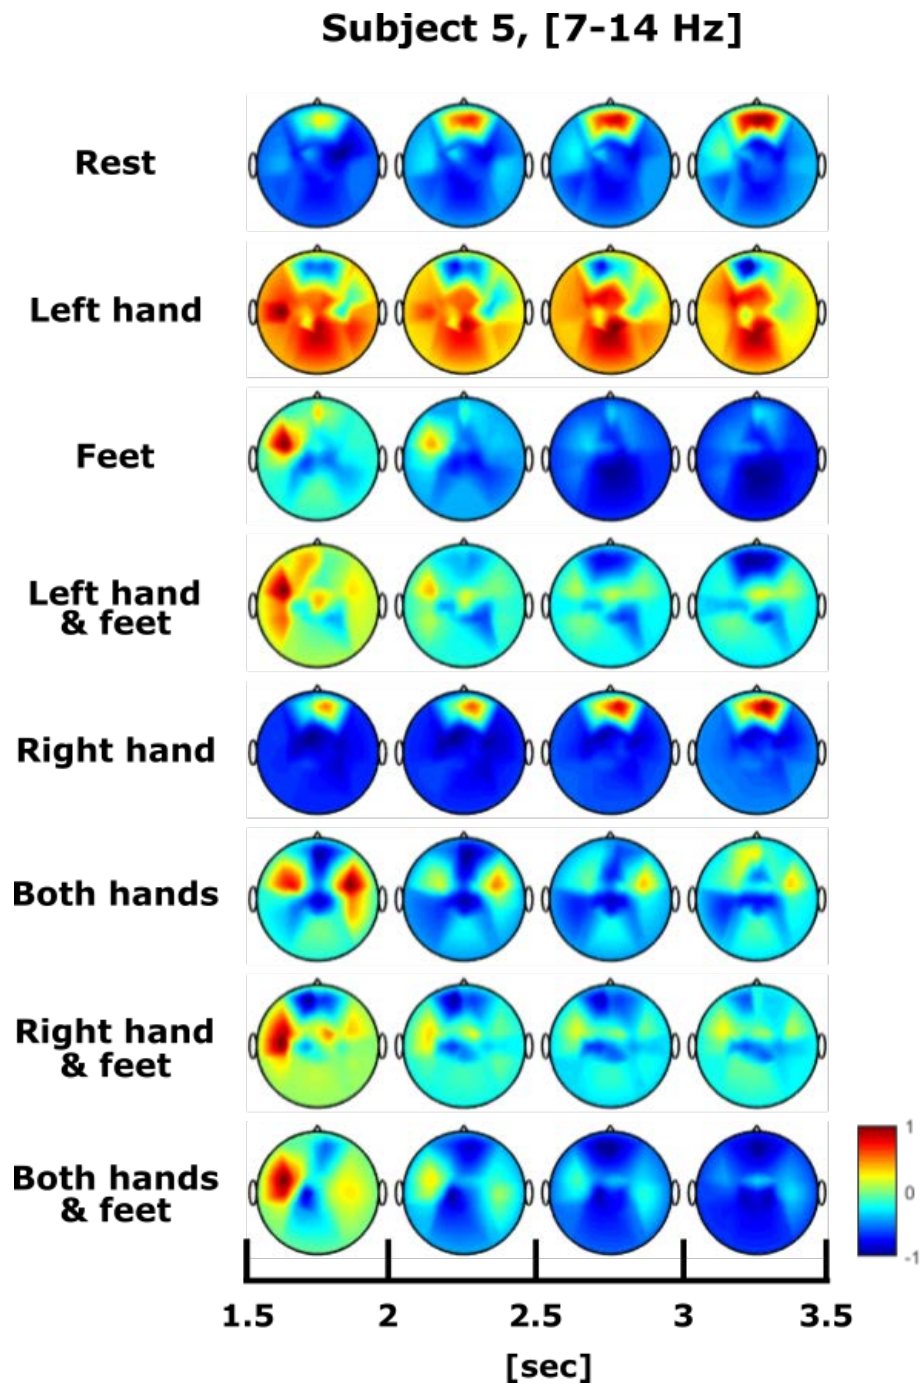 Subject 5, [7-14 Hz]
Rest
Left hand
Feet
Left hand
& feet
Right hand
Both hands
Right hand
& feet
Both hands
& feet
1
0
-1
1.5 2 2.5 3 3.5
[sec]